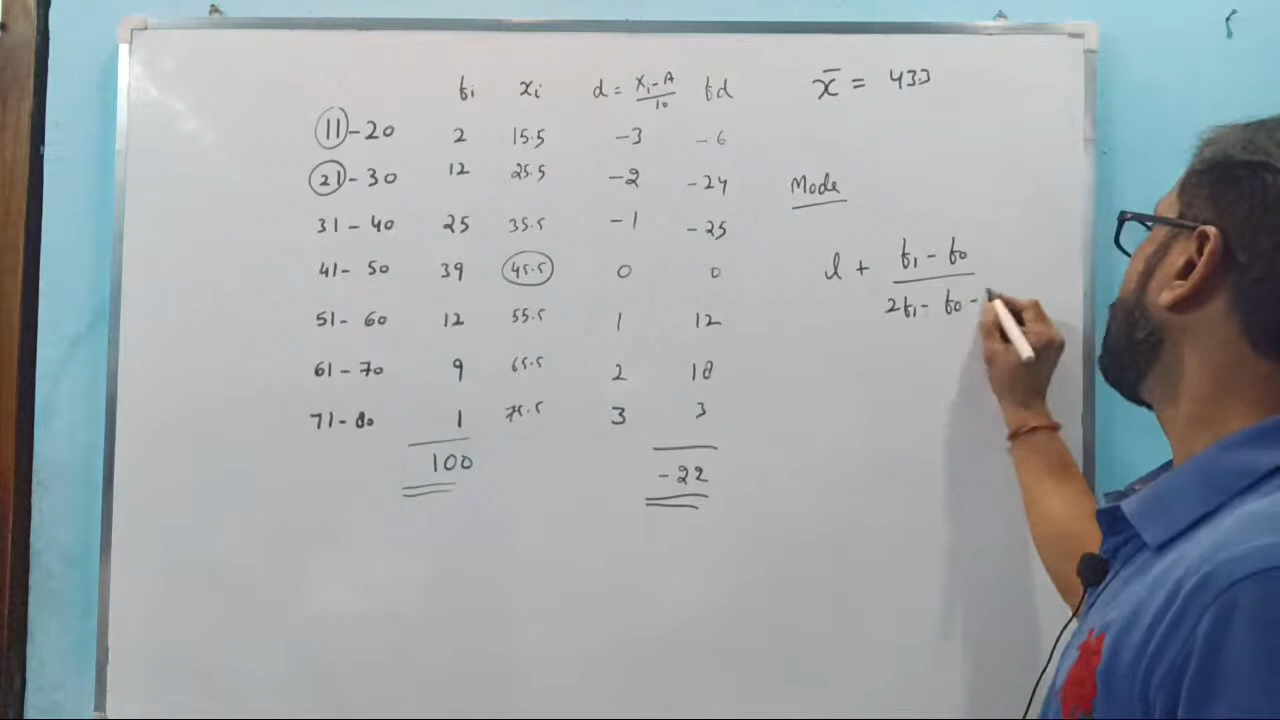 fi xi d = xi-A/10 fd
11-20 2 15.5 -3 -6
21-30 12 25.5 -2 -24
31-40 25 35.5 -1 -25
41-50 39 45.5 0 0
51-60 12 55.5 1 12
61-70 9 65.5 2 18
71-80 1 75.5 3 3
100 -22
x̄ = 43.3
Mode
l + f₁ - f₀ / 2f₁ - f₀ -